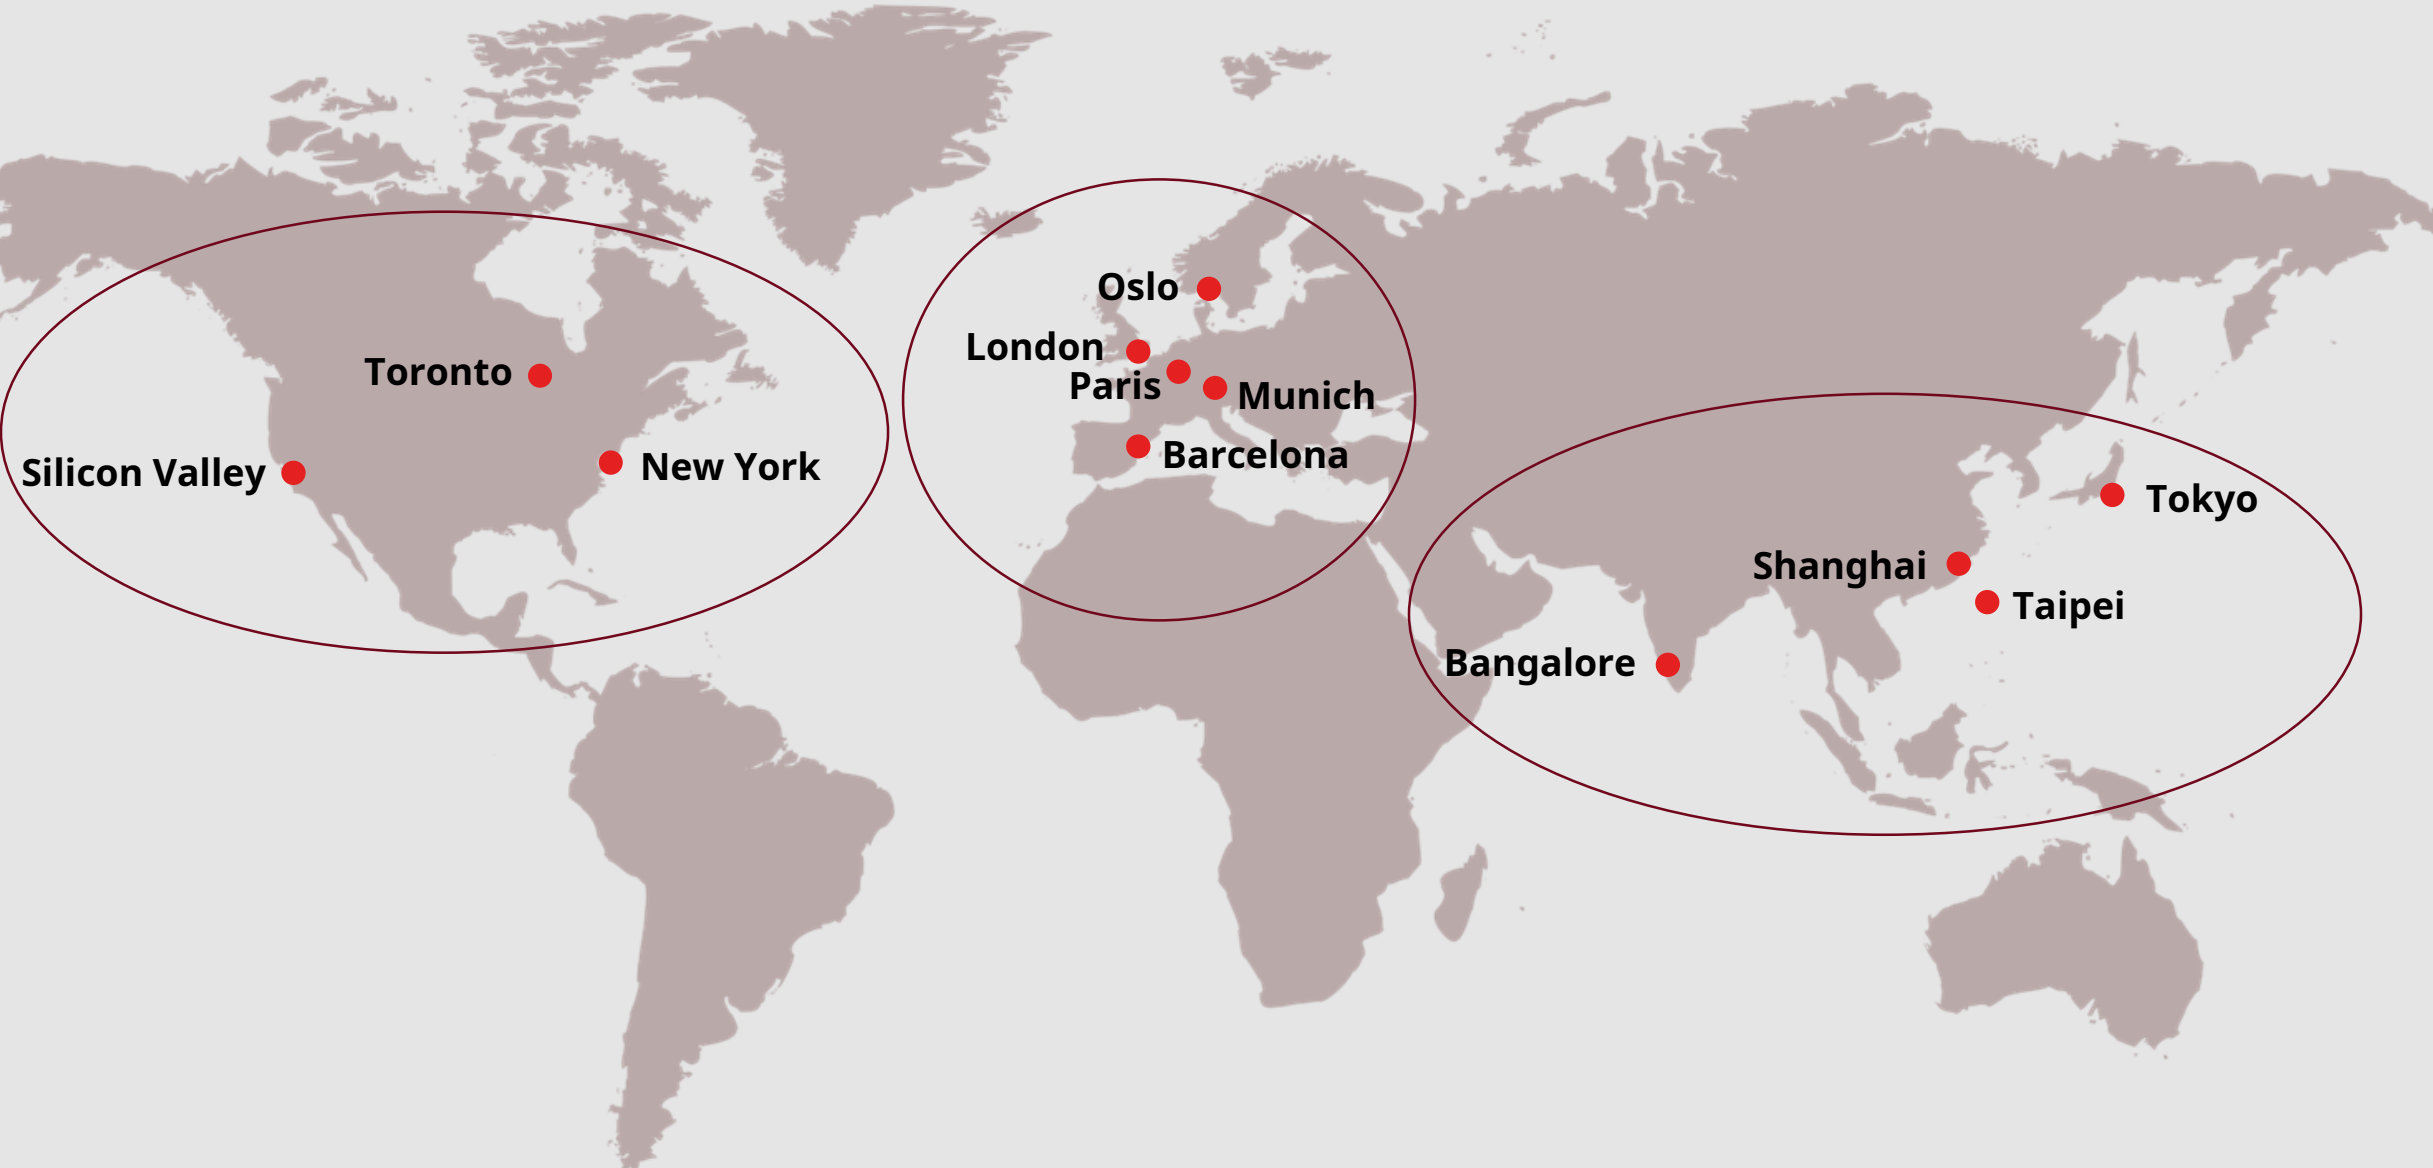 Oslo
London
Paris
Munich
Barcelona
Toronto
Silicon Valley
New York
Tokyo
Shanghai
Taipei
Bangalore